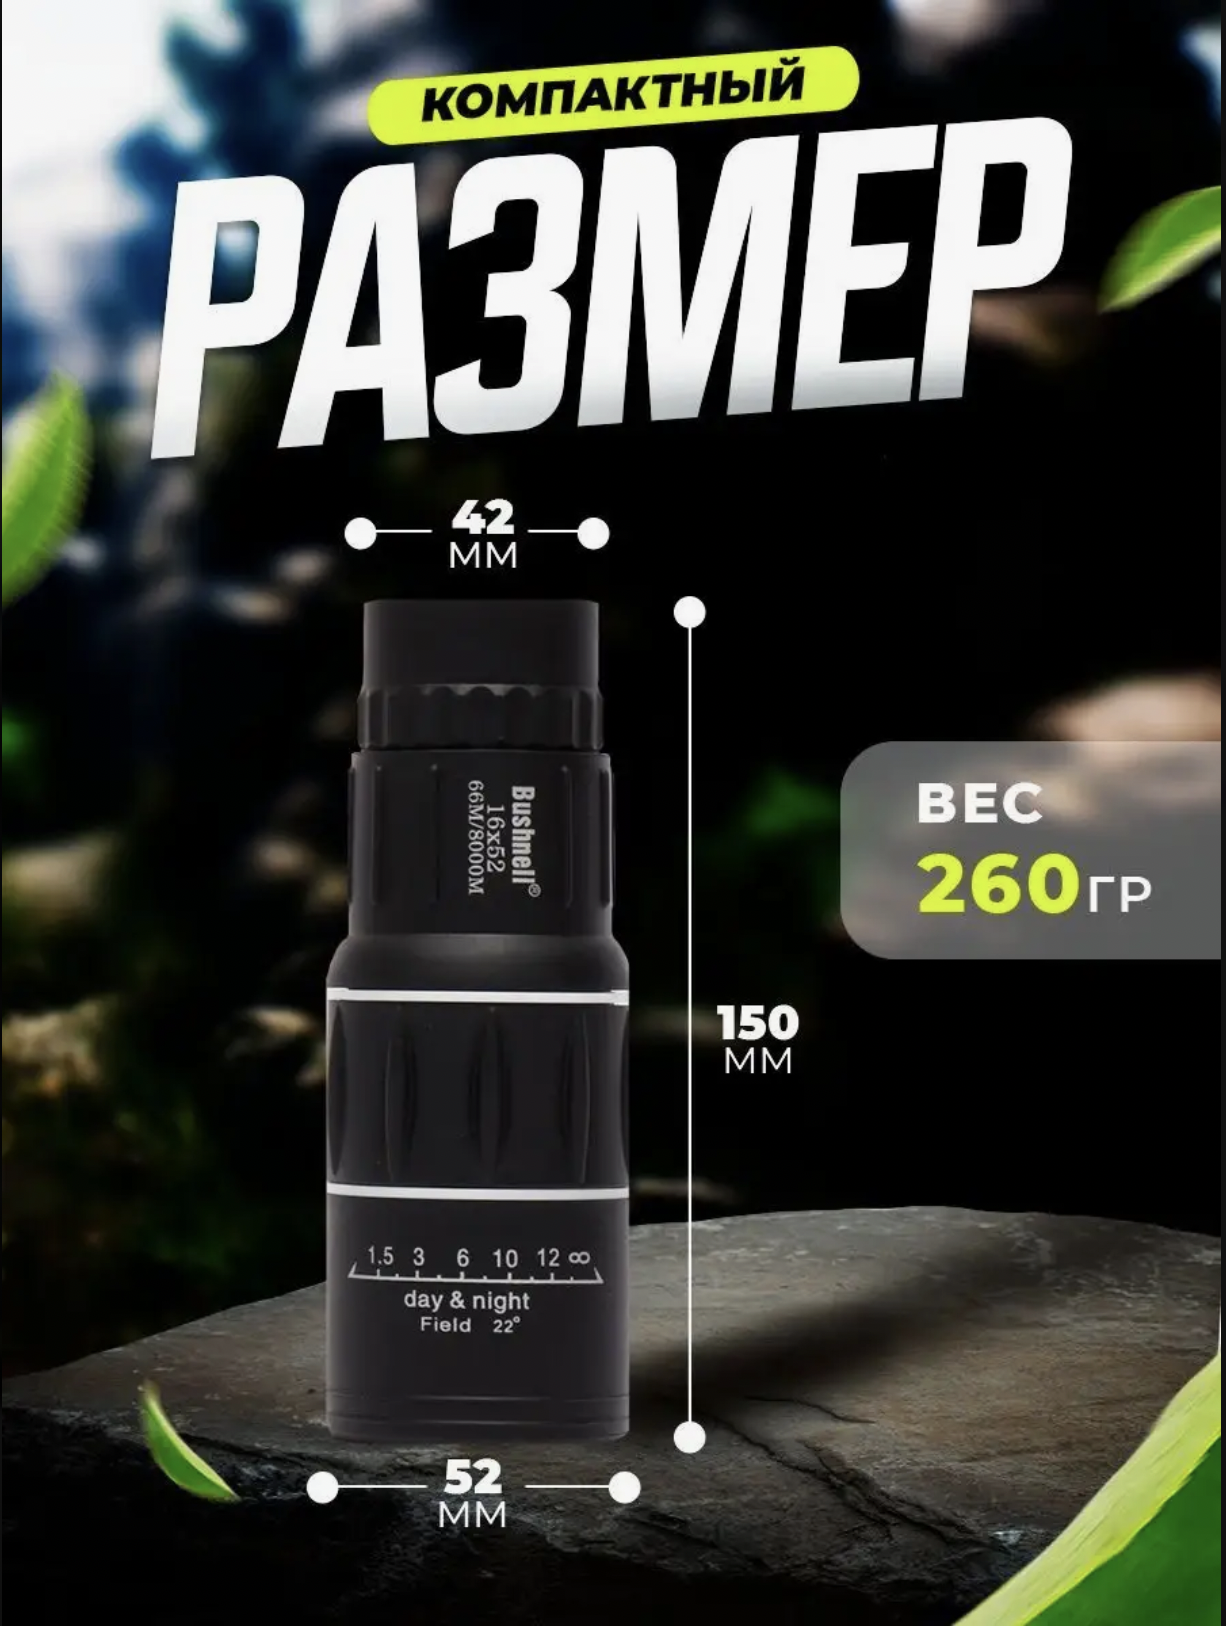 КОМПАКТНЫЙ
РАЗМЕР
42
ММ
Bushnell®
16x52
66M/8000M
ВЕС
260ГР
150
ММ
1.5 3 6 10 12 ∞
day & night
Field 22°
52
ММ